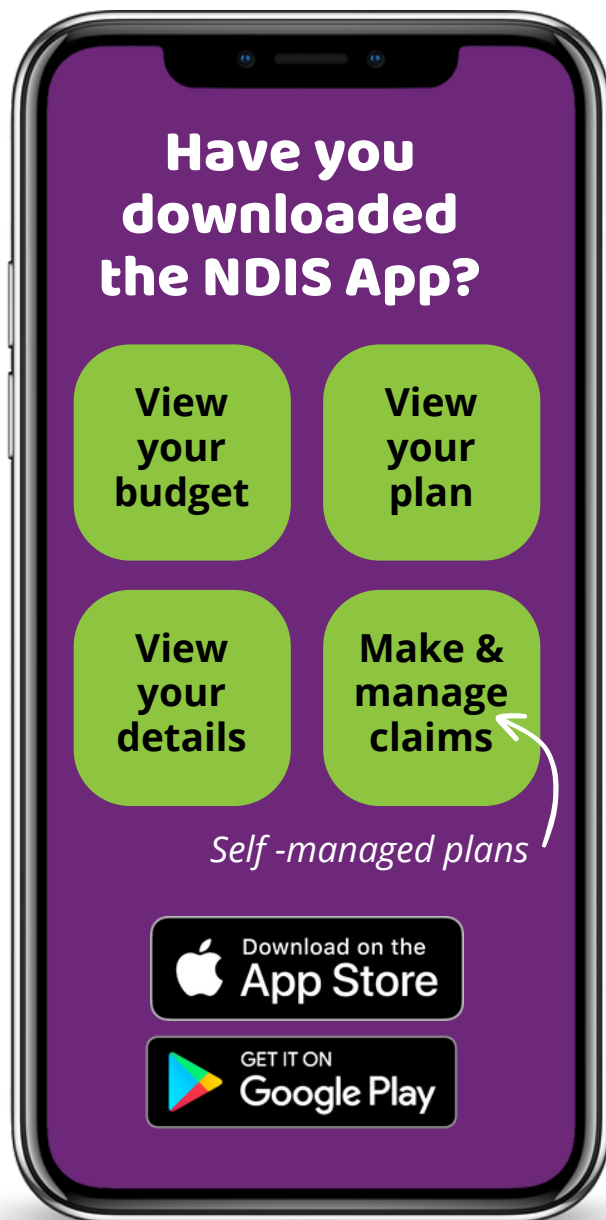 Have you
downloaded
the NDIS App?
View
your
budget
View
your
plan
View
your
details
Make &
manage
claims
Self -managed plans
Download on the
App Store
GET IT ON
Google Play